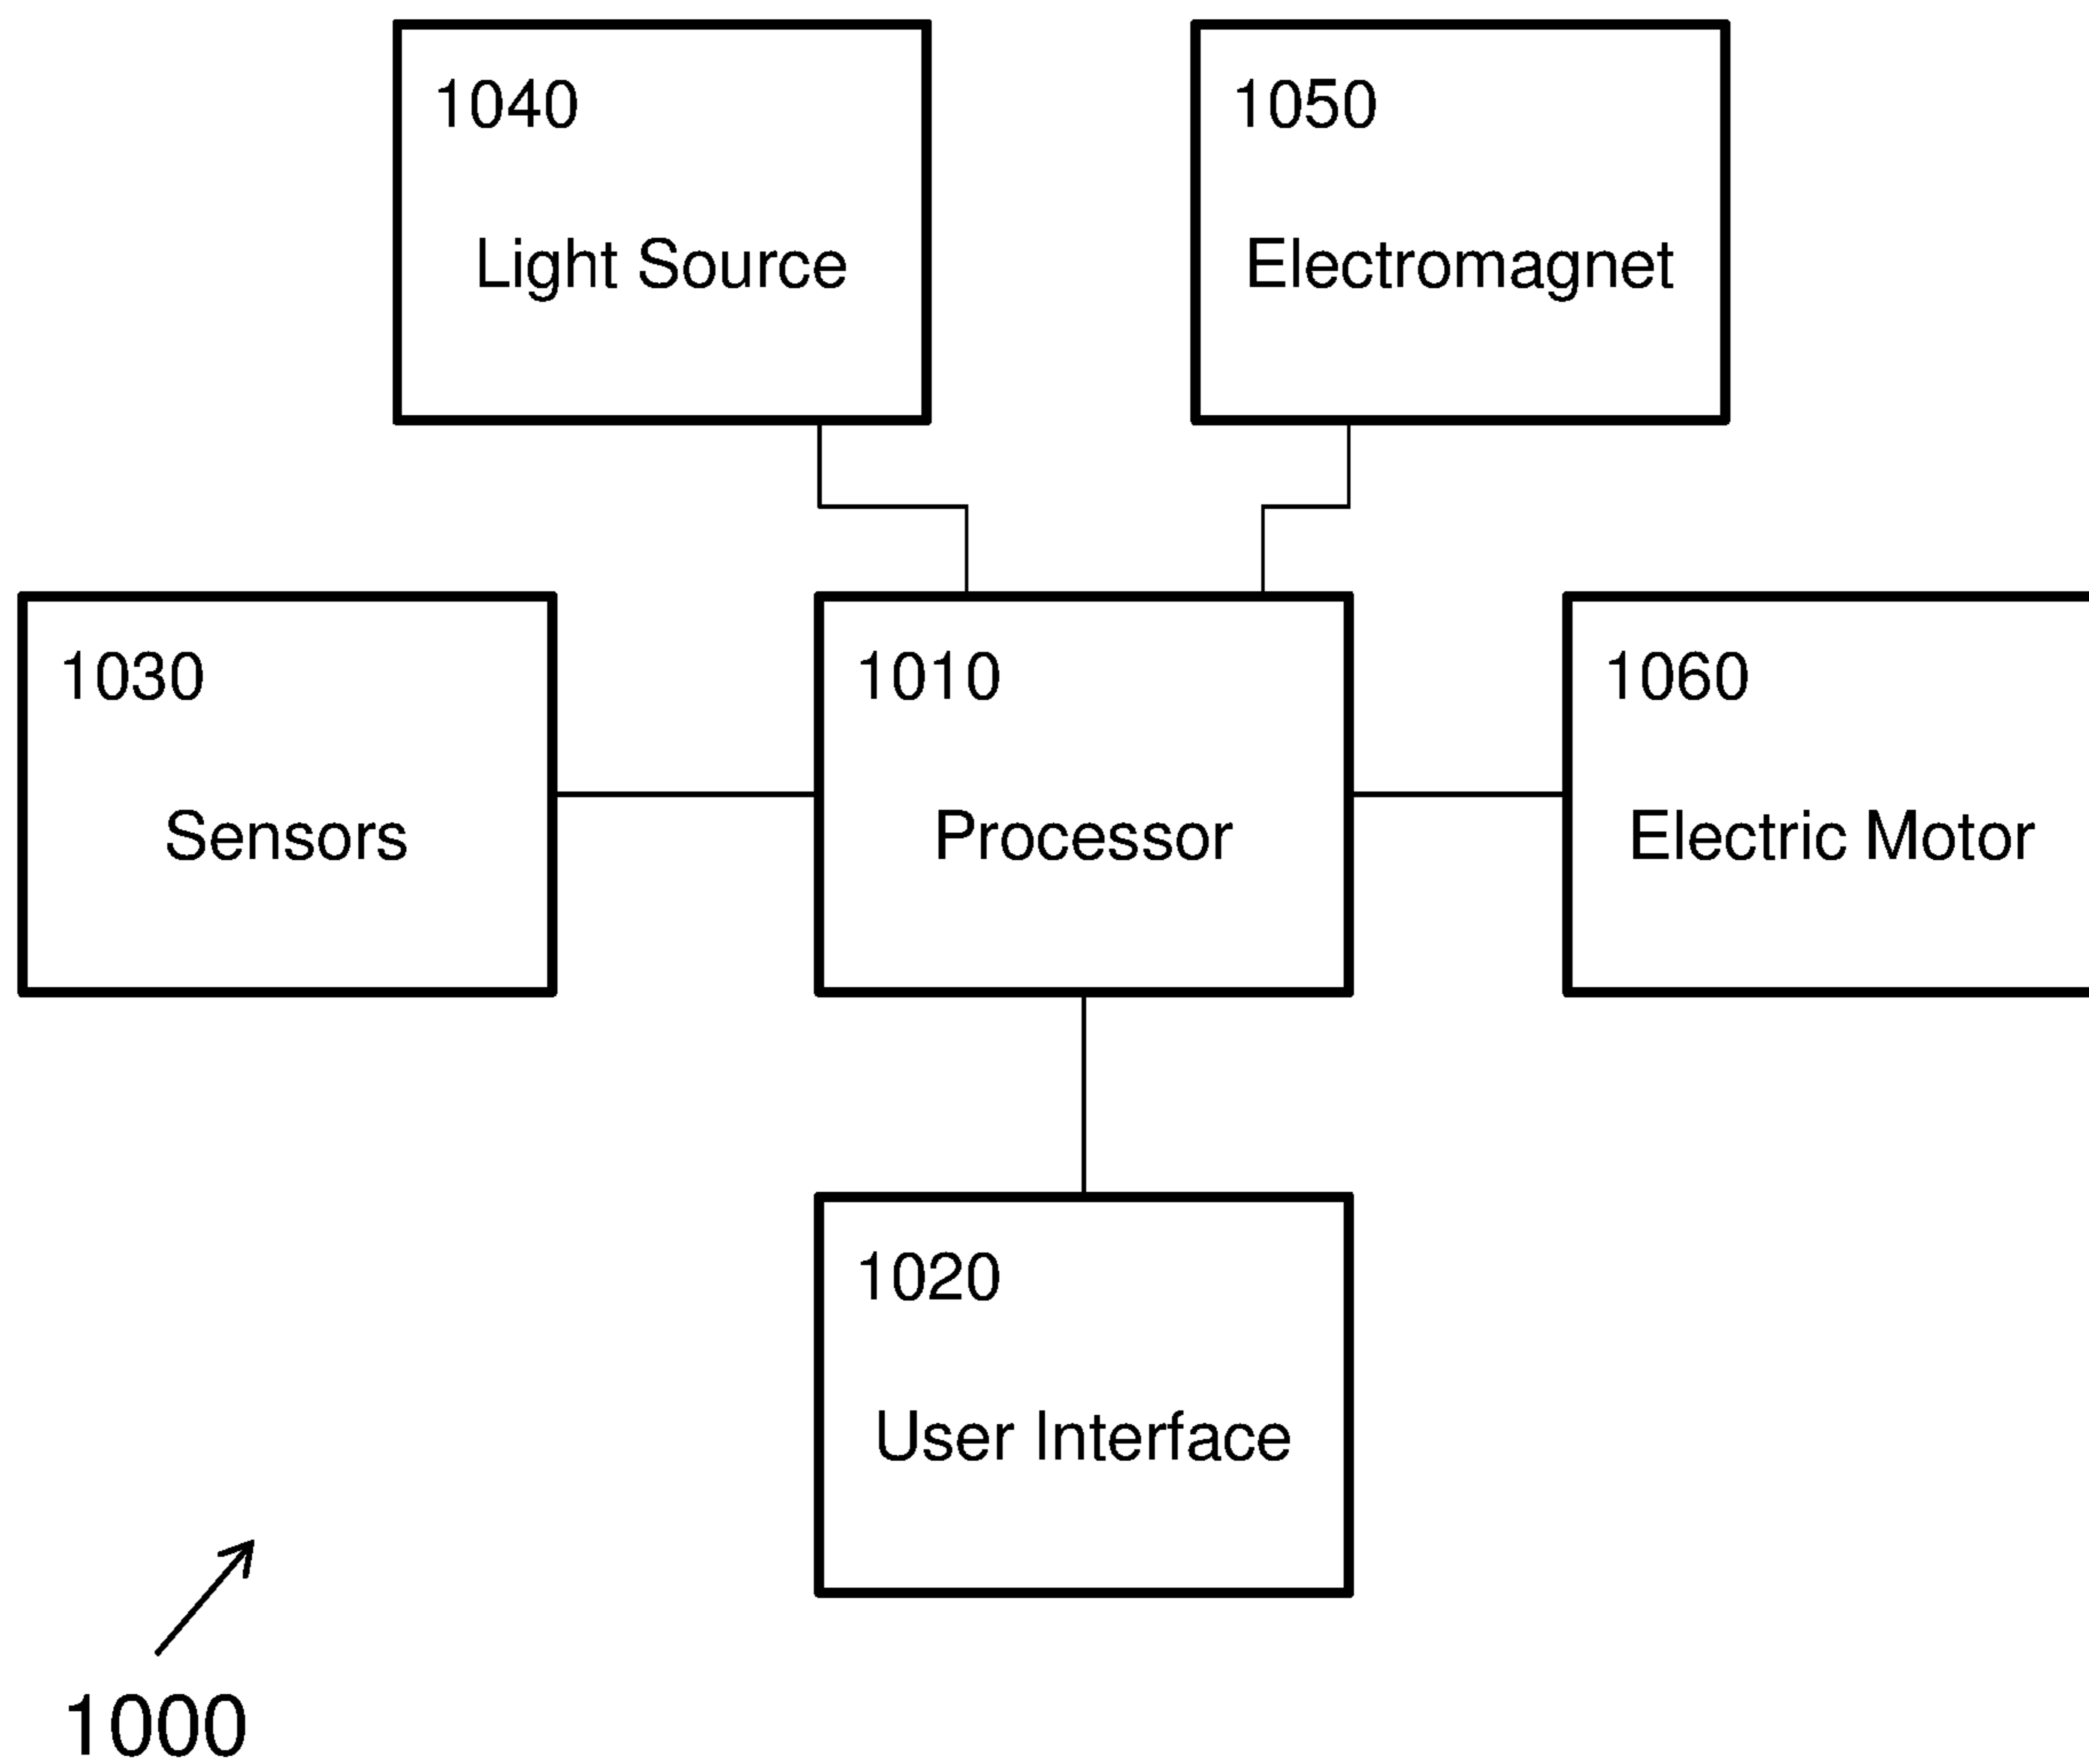 1040
Light Source
1050
Electromagnet
1030
Sensors
1010
Processor
1060
Electric Motor
1020
User Interface
1000